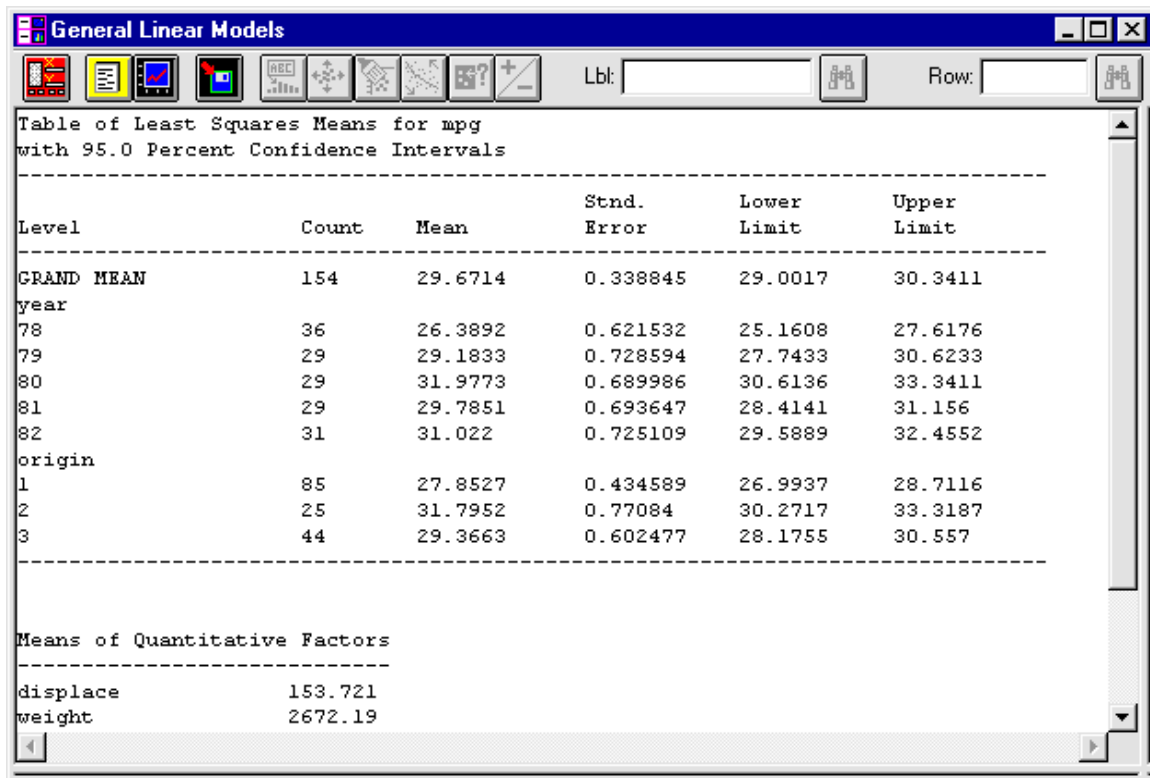 General Linear Models
ABC ? Lbl: Row:
Table of Least Squares Means for mpg
with 95.0 Percent Confidence Intervals
--------------------------------------------------------------------------------
Stnd. Lower Upper
Level Count Mean Error Limit Limit
--------------------------------------------------------------------------------
GRAND MEAN 154 29.6714 0.338845 29.0017 30.3411
year
78 36 26.3892 0.621532 25.1608 27.6176
79 29 29.1833 0.728594 27.7433 30.6233
80 29 31.9773 0.689986 30.6136 33.3411
81 29 29.7851 0.693647 28.4141 31.156
82 31 31.022 0.725109 29.5889 32.4552
origin
1 85 27.8527 0.434589 26.9937 28.7116
2 25 31.7952 0.77084 30.2717 33.3187
3 44 29.3663 0.602477 28.1755 30.557
--------------------------------------------------------------------------------
Means of Quantitative Factors
-----------------------------
displace 153.721
weight 2672.19